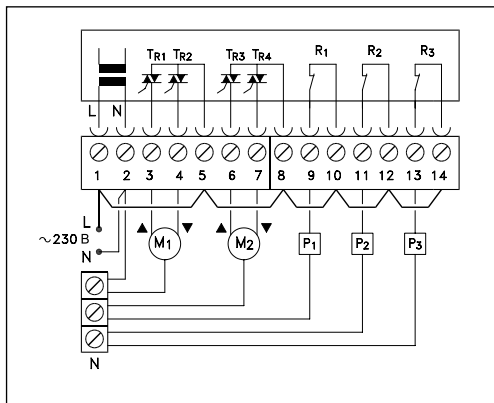 TR1 TR2 TR3 TR4 R1 R2 R3
L N
1 2 3 4 5 6 7 8 9 10 11 12 13 14
L
~230 В
N
M1 M2 P1 P2 P3
N